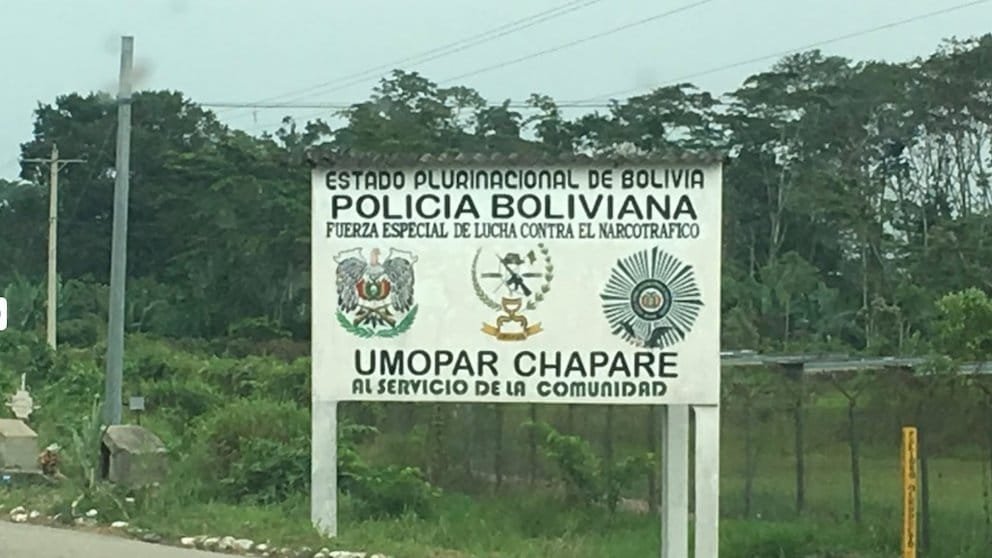 ESTADO PLURINACIONAL DE BOLIVIA
POLICIA BOLIVIANA
FUERZA ESPECIAL DE LUCHA CONTRA EL NARCOTRAFICO
UMOPAR CHAPARE
AL SERVICIO DE LA COMUNIDAD